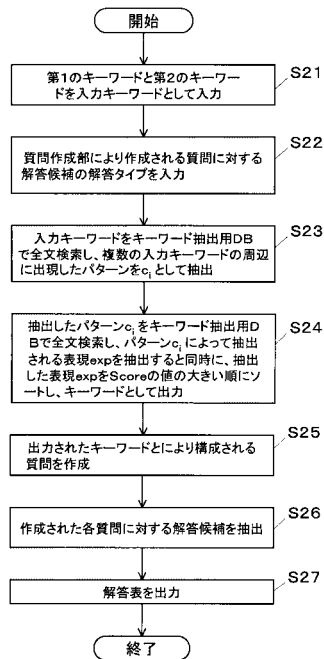 開始
S21
第1のキーワードと第2のキーワー
ドを入力キーワードとして入力
S22
質問作成部により作成される質問に対する
解答候補の解答タイプを入力
S23
入力キーワードをキーワード抽出用DB
で全文検索し、複数の入力キーワードの周辺
に出現したパターンをciとして抽出
S24
抽出したパターンciをキーワード抽出用D
Bで全文検索し、パターンciによって抽出
される表現expを抽出すると同時に、抽出
した表現expをScoreの値の大きい順にソ
ートし、キーワードとして出力
S25
出力されたキーワードとにより構成される
質問を作成
S26
作成された各質問に対する解答候補を抽出
S27
解答表を出力
終了